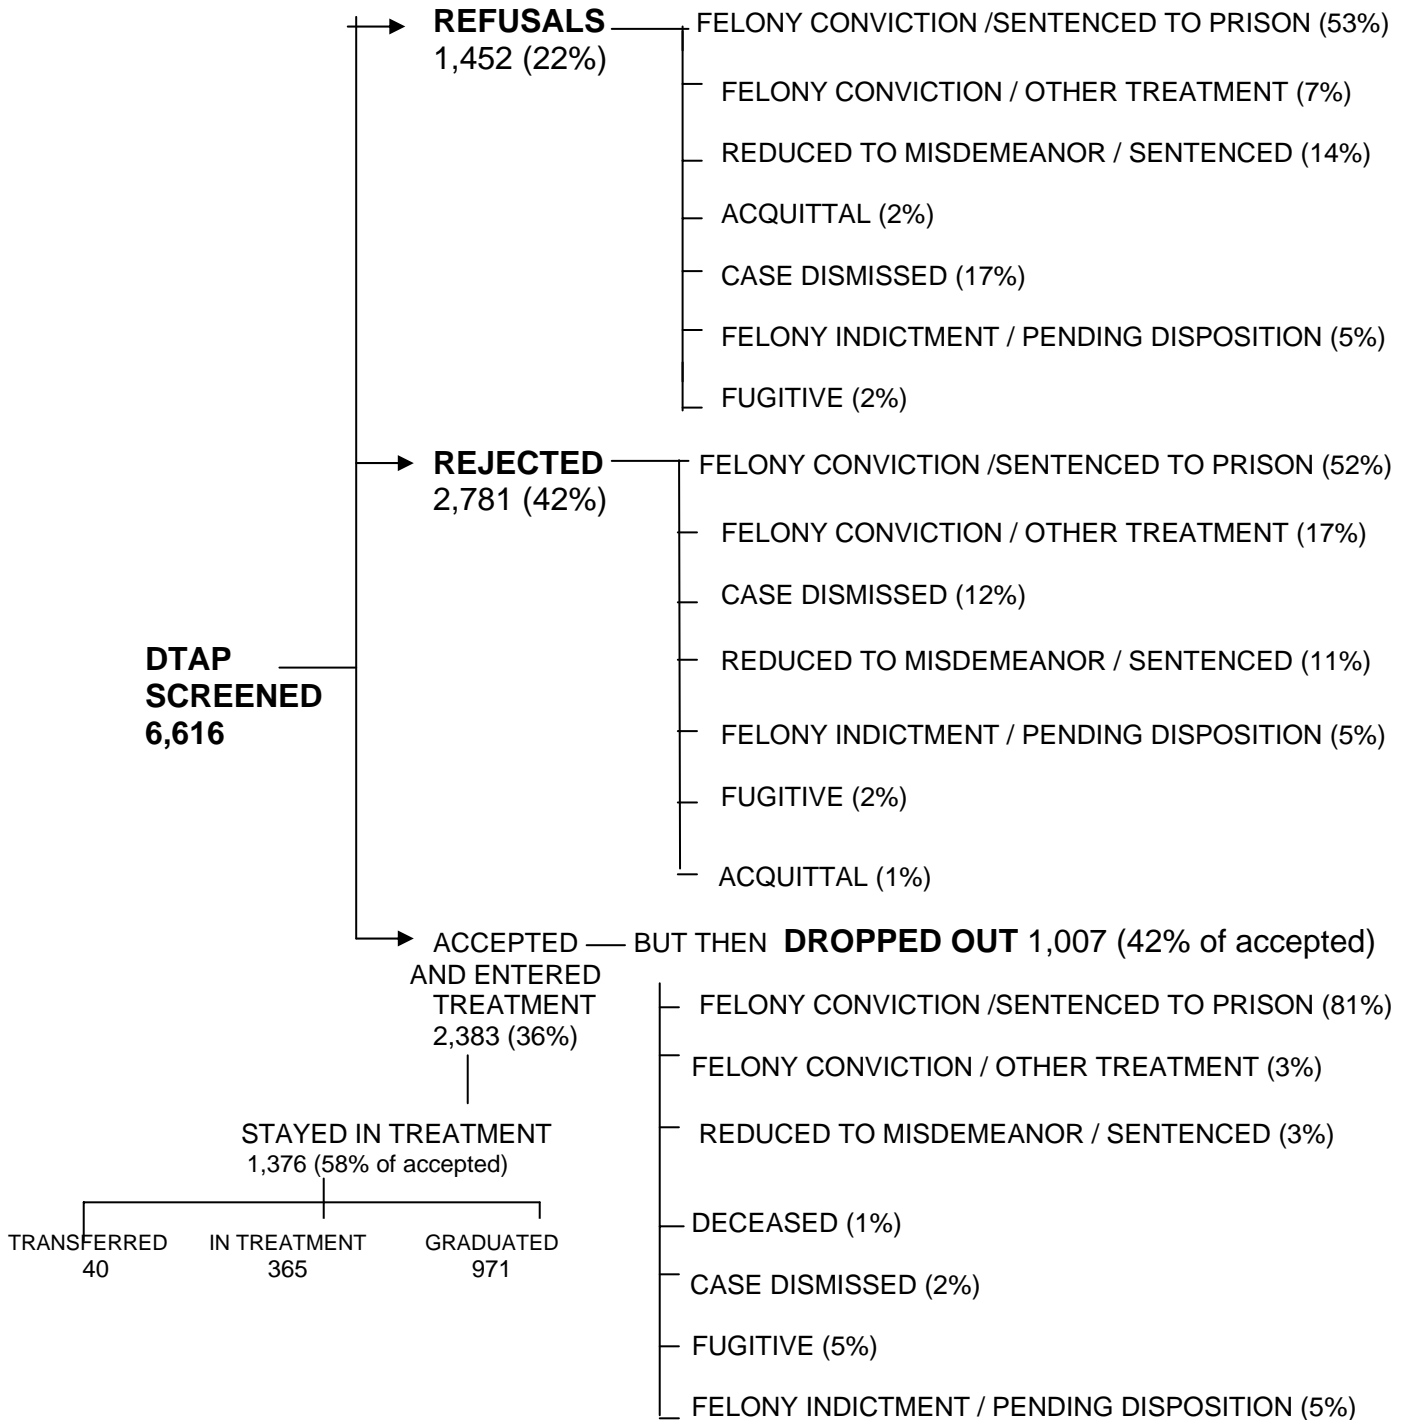 REFUSALS
1,452 (22%)
FELONY CONVICTION /SENTENCED TO PRISON (53%)
FELONY CONVICTION / OTHER TREATMENT (7%)
REDUCED TO MISDEMEANOR / SENTENCED (14%)
ACQUITTAL (2%)
CASE DISMISSED (17%)
FELONY INDICTMENT / PENDING DISPOSITION (5%)
FUGITIVE (2%)
REJECTED
2,781 (42%)
FELONY CONVICTION /SENTENCED TO PRISON (52%)
FELONY CONVICTION / OTHER TREATMENT (17%)
CASE DISMISSED (12%)
REDUCED TO MISDEMEANOR / SENTENCED (11%)
FELONY INDICTMENT / PENDING DISPOSITION (5%)
FUGITIVE (2%)
ACQUITTAL (1%)
DTAP
SCREENED
6,616
ACCEPTED
AND ENTERED
TREATMENT
2,383 (36%)
BUT THEN DROPPED OUT 1,007 (42% of accepted)
FELONY CONVICTION /SENTENCED TO PRISON (81%)
FELONY CONVICTION / OTHER TREATMENT (3%)
REDUCED TO MISDEMEANOR / SENTENCED (3%)
DECEASED (1%)
CASE DISMISSED (2%)
FUGITIVE (5%)
FELONY INDICTMENT / PENDING DISPOSITION (5%)
STAYED IN TREATMENT
1,376 (58% of accepted)
TRANSFERRED
40
IN TREATMENT
365
GRADUATED
971